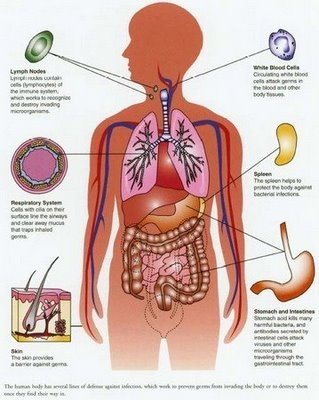 Lymph Nodes
Lymph nodes contain
cells (lymphocytes) of
the immune system,
which works to recognize
and destroy invading
microorganisms.
White Blood Cells
Circulating white blood
cells attack germs in
the blood and other
body tissues.
Respiratory System
Cells with cilia on their
surface line the airways
and clear away mucus
that traps inhaled
germs.
Spleen
The spleen helps to
protect the body against
bacterial infections.
Skin
The skin provides
a barrier against germs.
Stomach and Intestines
Stomach acid kills many
harmful bacteria, and
antibodies secreted by
intestinal cells attack
viruses and other
microorganisms
traveling through the
gastrointestinal tract.
The human body has several lines of defense against infection, which work to prevent germs from invading the body or to destroy them
once they find their way in.